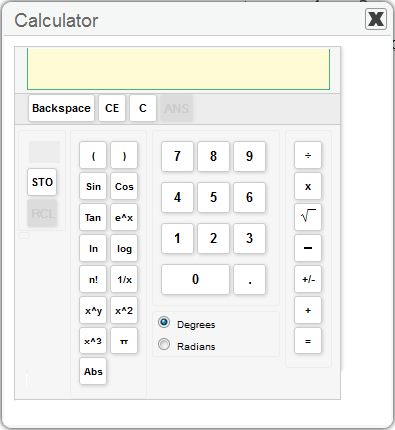 Calculator X
Backspace CE C ANS
( ) 7 8 9 ÷
STO Sin Cos 4 5 6 x
RCL Tan e^x 1 2 3 √
ln log 0 . −
n! 1/x +/-
x^y x^2 Degrees +
x^3 π Radians =
Abs